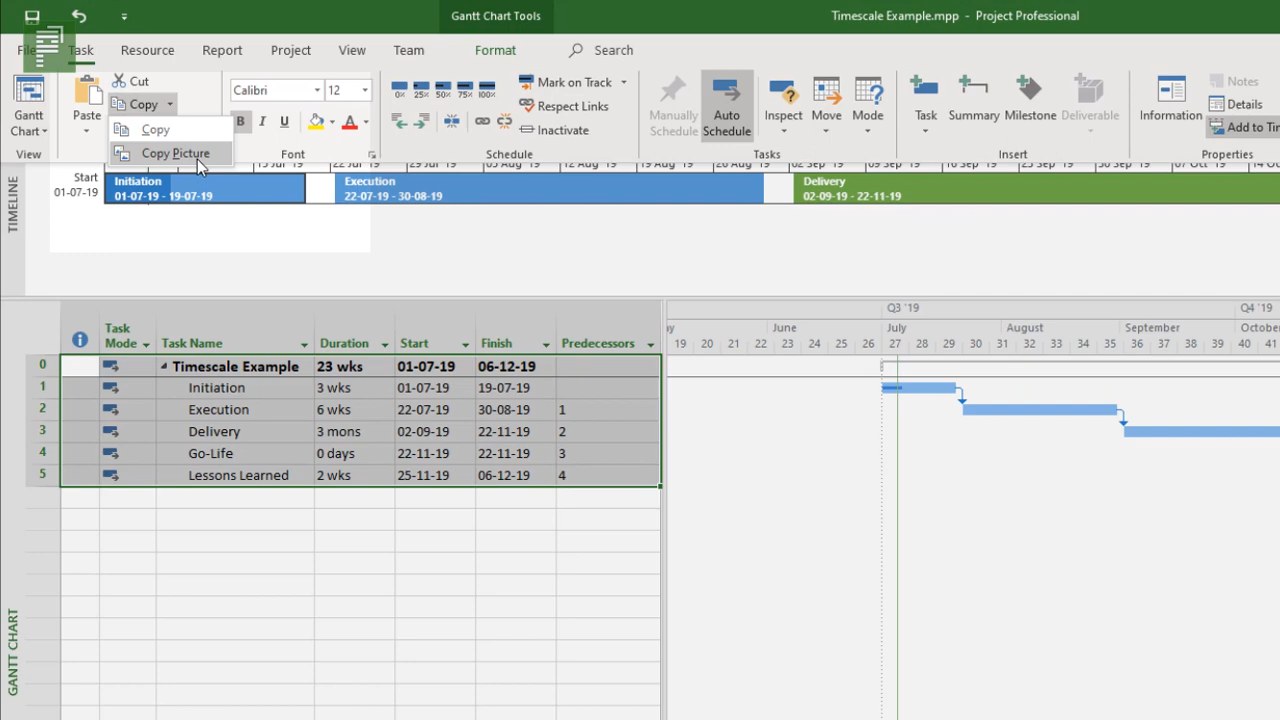 Gantt Chart Tools
Timescale Example.mpp - Project Professional
File Task Resource Report Project View Team Format Search
Gantt Chart
View
Paste
Cut
Copy
Copy
Copy Picture
Calibri 12
B I U A
Font
0% 25% 50% 75% 100%
Mark on Track
Respect Links
Inactivate
Schedule
Manually Schedule
Auto Schedule
Inspect
Move
Mode
Tasks
Task
Summary
Milestone
Deliverable
Insert
Information
Notes
Details
Add to Tim
Properties
TIMELINE
Start
01-07-19
Initiation
01-07-19 - 19-07-19
Execution
22-07-19 - 30-08-19
Delivery
02-09-19 - 22-11-19
GANTT CHART
Task Mode Task Name Duration Start Finish Predecessors
0 Timescale Example 23 wks 01-07-19 06-12-19
1 Initiation 3 wks 01-07-19 19-07-19
2 Execution 6 wks 22-07-19 30-08-19 1
3 Delivery 3 mons 02-09-19 22-11-19 2
4 Go-Life 0 days 22-11-19 22-11-19 3
5 Lessons Learned 2 wks 25-11-19 06-12-19 4
Q3 '19 Q4 '19
June July August September October
19 20 21 22 23 24 25 26 27 28 29 30 31 32 33 34 35 36 37 38 39 40 41